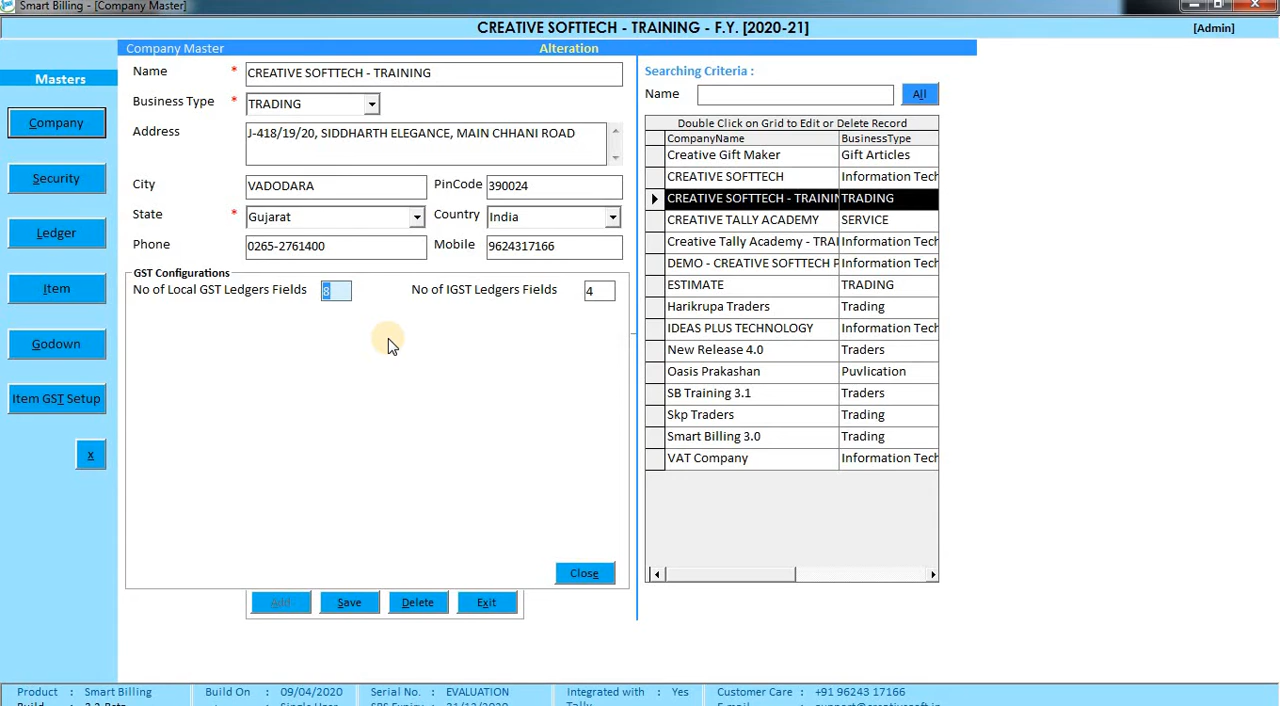 Smart Billing - [Company Master]
CREATIVE SOFTTECH - TRAINING - F.Y. [2020-21]
[Admin]
Company Master
Alteration
Masters
Company
Security
Ledger
Item
Godown
Item GST Setup
x
Name * CREATIVE SOFTTECH - TRAINING
Business Type * TRADING
Address J-418/19/20, SIDDHARTH ELEGANCE, MAIN CHHANI ROAD
City VADODARA PinCode 390024
State * Gujarat Country India
Phone 0265-2761400 Mobile 9624317166
GST Configurations
No of Local GST Ledgers Fields 8 No of IGST Ledgers Fields 4
Close
Add Save Delete Exit
Searching Criteria :
Name All
Double Click on Grid to Edit or Delete Record
CompanyName BusinessType
Creative Gift Maker Gift Articles
CREATIVE SOFTTECH Information Tech
CREATIVE SOFTTECH - TRAININ TRADING
CREATIVE TALLY ACADEMY SERVICE
Creative Tally Academy - TRAI Information Tech
DEMO - CREATIVE SOFTTECH P Information Tech
ESTIMATE TRADING
Harikrupa Traders Trading
IDEAS PLUS TECHNOLOGY Information Tech
New Release 4.0 Traders
Oasis Prakashan Puvlication
SB Training 3.1 Traders
Skp Traders Trading
Smart Billing 3.0 Trading
VAT Company Information Tech
Product : Smart Billing Build On : 09/04/2020 Serial No. : EVALUATION Integrated with : Yes Customer Care : +91 96243 17166